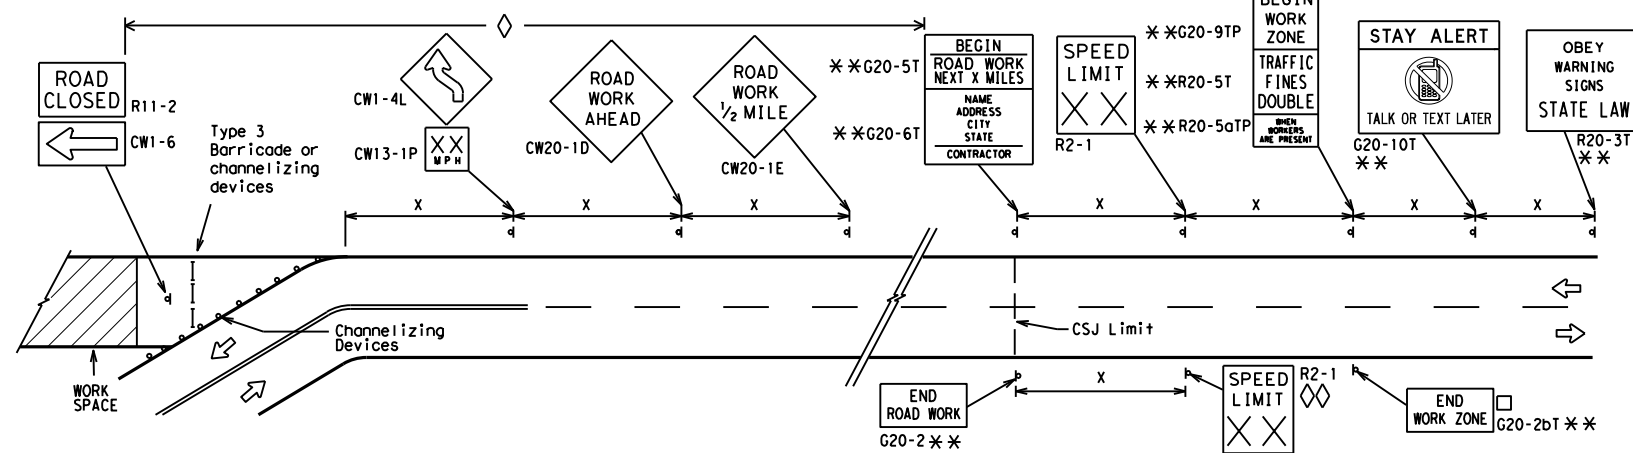 ROAD
CLOSED
R11-2
CW1-6
Type 3
Barricade or
channelizing
devices
CW1-4L
XX
MPH
CW13-1P
ROAD
WORK
AHEAD
CW20-1D
ROAD
WORK
1/2 MILE
CW20-1E
**G20-5T
BEGIN
ROAD WORK
NEXT X MILES
**G20-6T
NAME
ADDRESS
CITY
STATE
CONTRACTOR
SPEED
LIMIT
XX
R2-1
**G20-9TP
BEGIN
WORK
ZONE
**R20-5T
TRAFFIC
FINES
DOUBLE
**R20-5aTP
WHEN
WORKERS
ARE PRESENT
STAY ALERT
TALK OR TEXT LATER
G20-10T
**
OBEY
WARNING
SIGNS
STATE LAW
R20-3T
**
X
X
X
X
X
X
X
WORK
SPACE
Channelizing
Devices
CSJ Limit
END
ROAD WORK
G20-2 **
X
SPEED
LIMIT
XX
R2-1
END
WORK ZONE
G20-2bT **